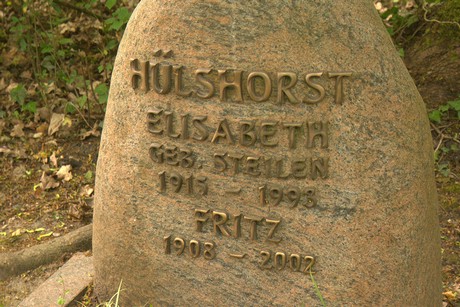 HÜLSHORST
ELISABETH
GEB. STEILEN
1915 – 1998
FRITZ
1908 – 2002